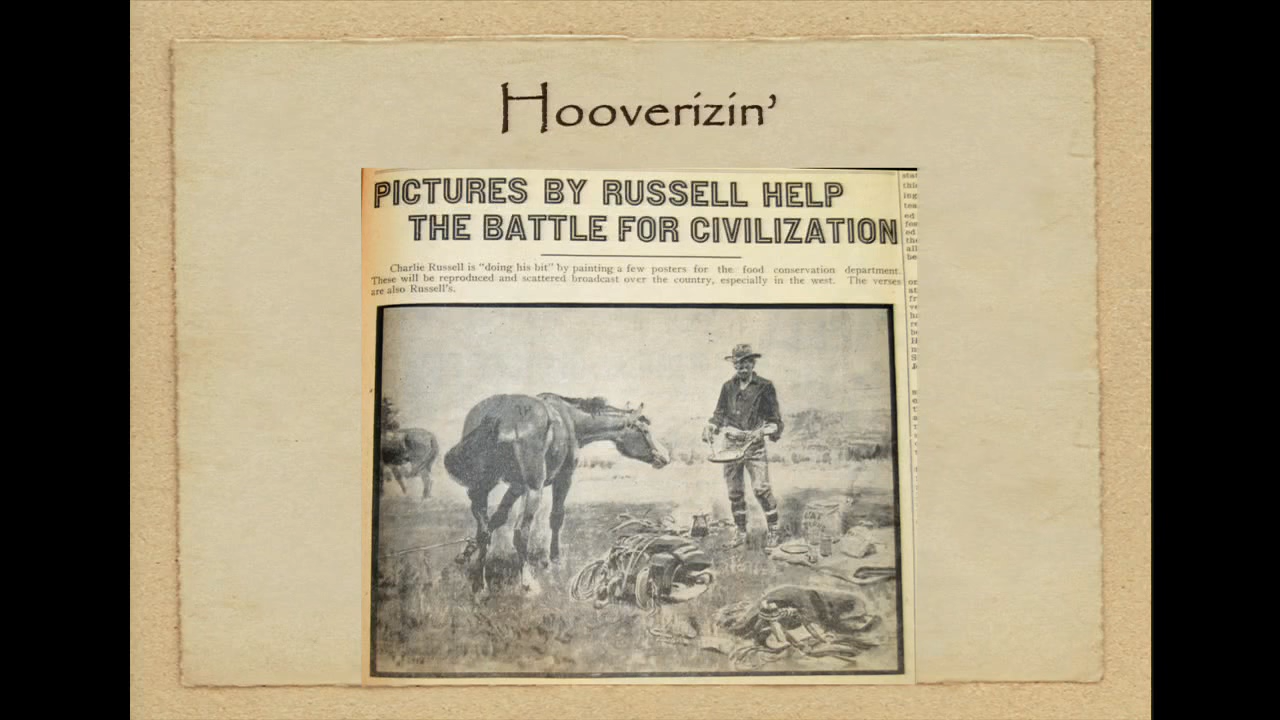 Hooverizin'
PICTURES BY RUSSELL HELP
THE BATTLE FOR CIVILIZATION
Charlie Russell is "doing his bit" by painting a few posters for the food conservation department.
These will be reproduced and scattered broadcast over the country, especially in the west. The verses
are also Russell's.